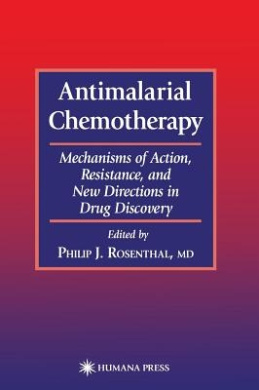 Antimalarial
Chemotherapy
Mechanisms of Action,
Resistance, and
New Directions in
Drug Discovery
Edited by
PHILIP J. ROSENTHAL, MD
HUMANA PRESS